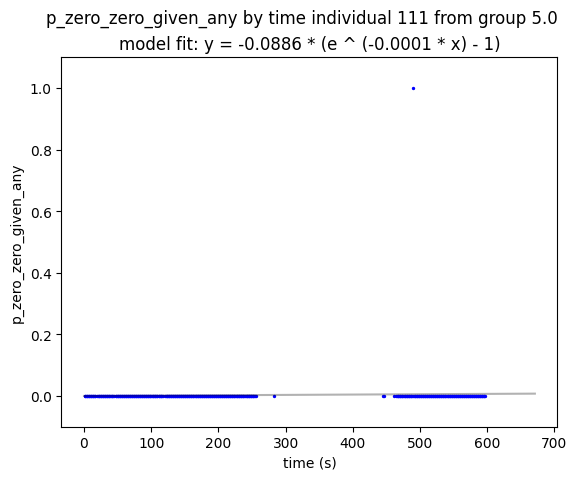 p_zero_zero_given_any by time individual 111 from group 5.0
model fit: y = -0.0886 * (e ^ (-0.0001 * x) - 1)
p_zero_zero_given_any
1.0
0.8
0.6
0.4
0.2
0.0
0 100 200 300 400 500 600 700
time (s)